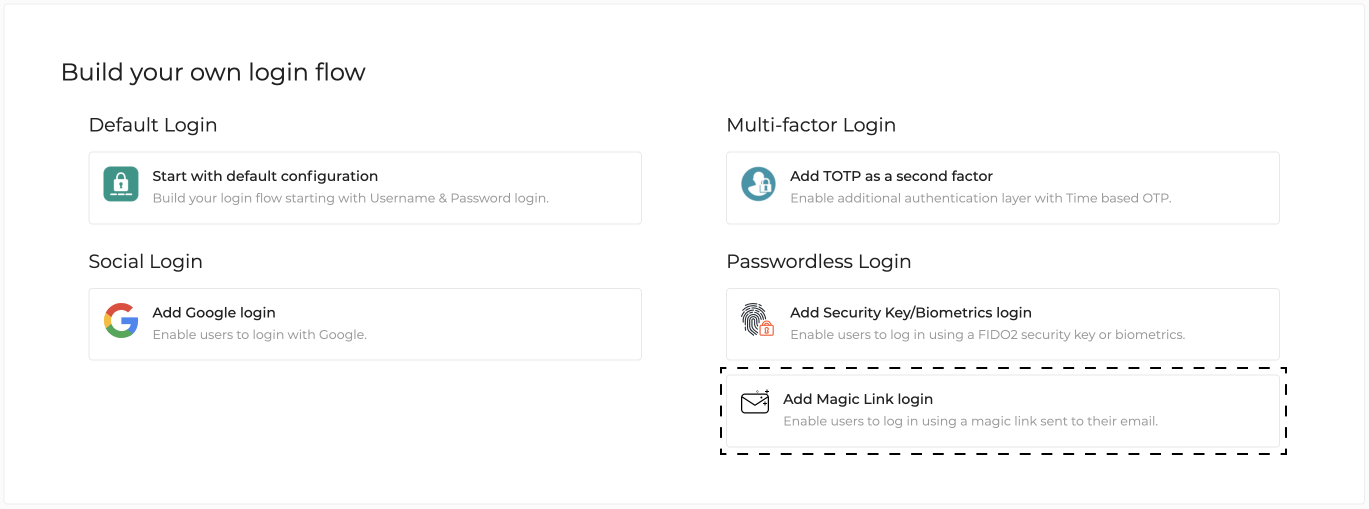 Build your own login flow
Default Login
Start with default configuration
Build your login flow starting with Username & Password login.
Social Login
Add Google login
Enable users to login with Google.
Multi-factor Login
Add TOTP as a second factor
Enable additional authentication layer with Time based OTP.
Passwordless Login
Add Security Key/Biometrics login
Enable users to log in using a FIDO2 security key or biometrics.
Add Magic Link login
Enable users to log in using a magic link sent to their email.